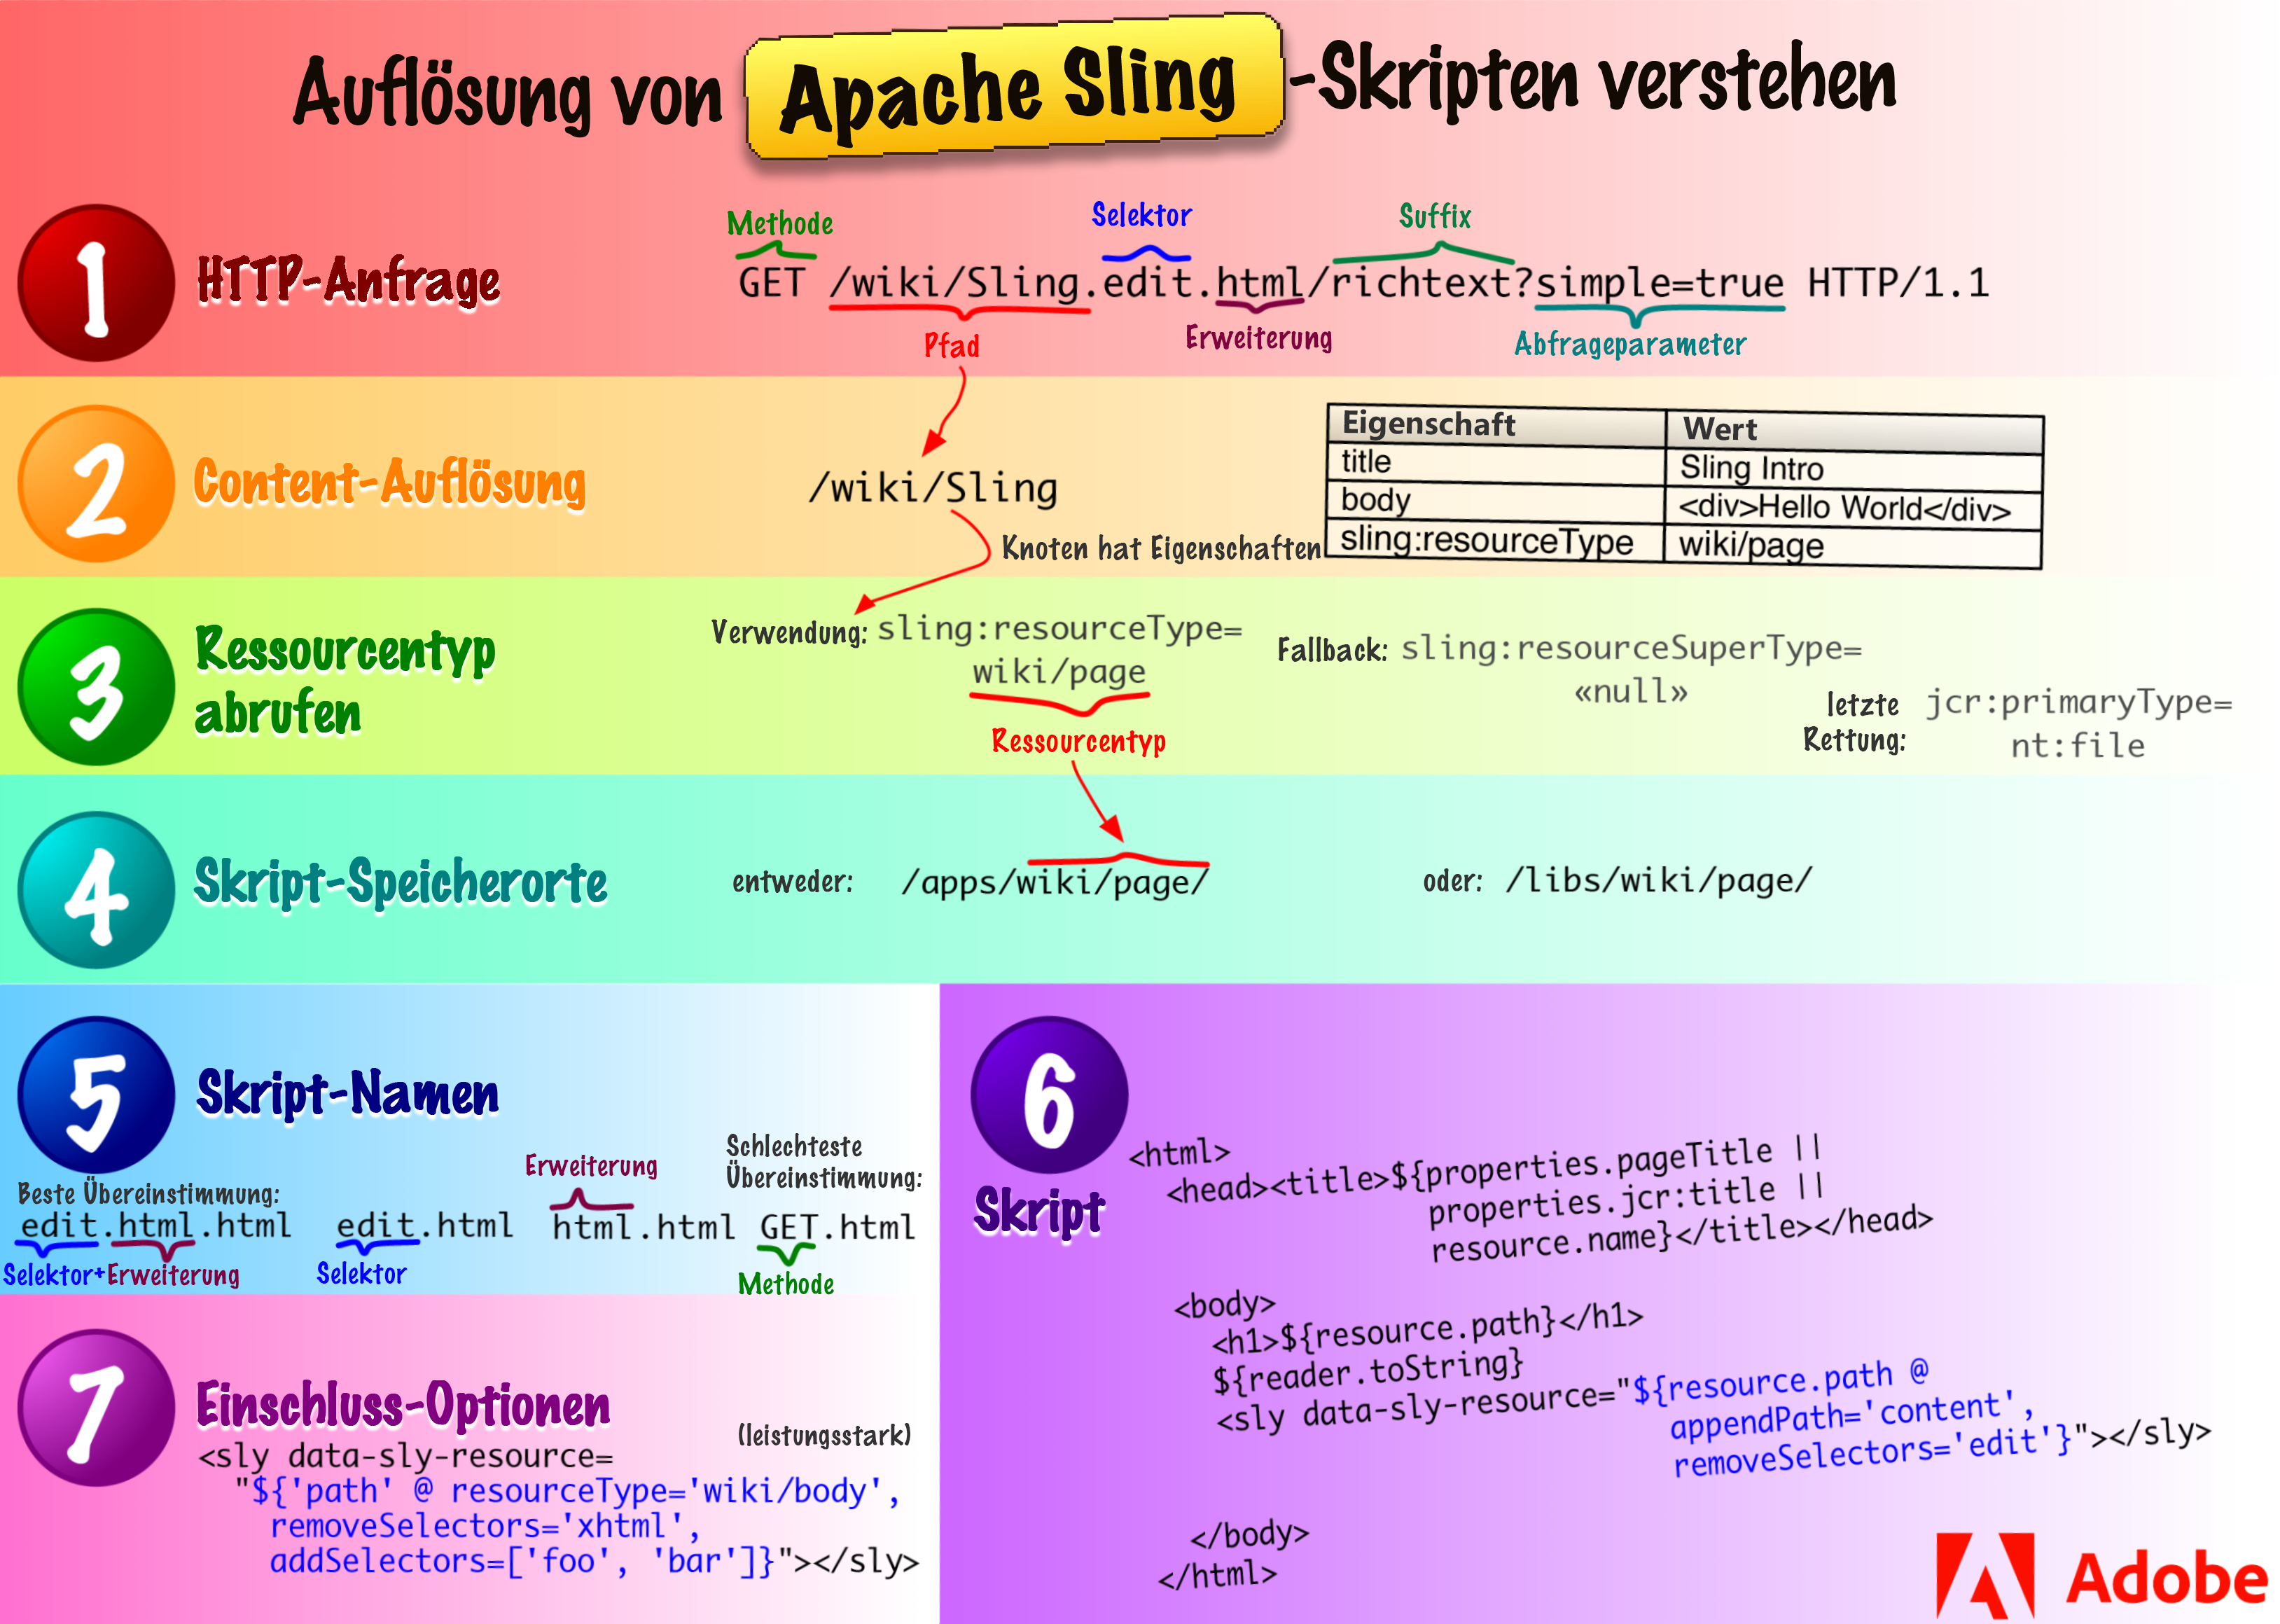 Auflösung von Apache Sling -Skripten verstehen
1
HTTP-Anfrage
Methode
Selektor
Suffix
GET /wiki/Sling.edit.html/richtext?simple=true HTTP/1.1
Pfad
Erweiterung
Abfrageparameter
2
Content-Auflösung
/wiki/Sling
Knoten hat Eigenschaften
Eigenschaft Wert
title Sling Intro
body <div>Hello World</div>
sling:resourceType wiki/page
3
Ressourcentyp
abrufen
Verwendung: sling:resourceType=
wiki/page
Ressourcentyp
Fallback: sling:resourceSuperType=
«null»
letzte
Rettung:
jcr:primaryType=
nt:file
4
Skript-Speicherorte
entweder: /apps/wiki/page/
oder: /libs/wiki/page/
5
Skript-Namen
Beste Übereinstimmung:
Erweiterung
Schlechteste
Übereinstimmung:
edit.html.html edit.html html.html GET.html
Selektor+Erweiterung
Selektor
Methode
6
Skript
<html>
<head><title>${properties.pageTitle ||
properties.jcr:title ||
resource.name}</title></head>
<body>
<h1>${resource.path}</h1>
${reader.toString}
<sly data-sly-resource="${resource.path @
appendPath='content',
removeSelectors='edit'}"></sly>
</body>
</html>
7
Einschluss-Optionen
(leistungsstark)
<sly data-sly-resource=
"${'path' @ resourceType='wiki/body',
removeSelectors='xhtml',
addSelectors=['foo', 'bar']}"></sly>
Adobe